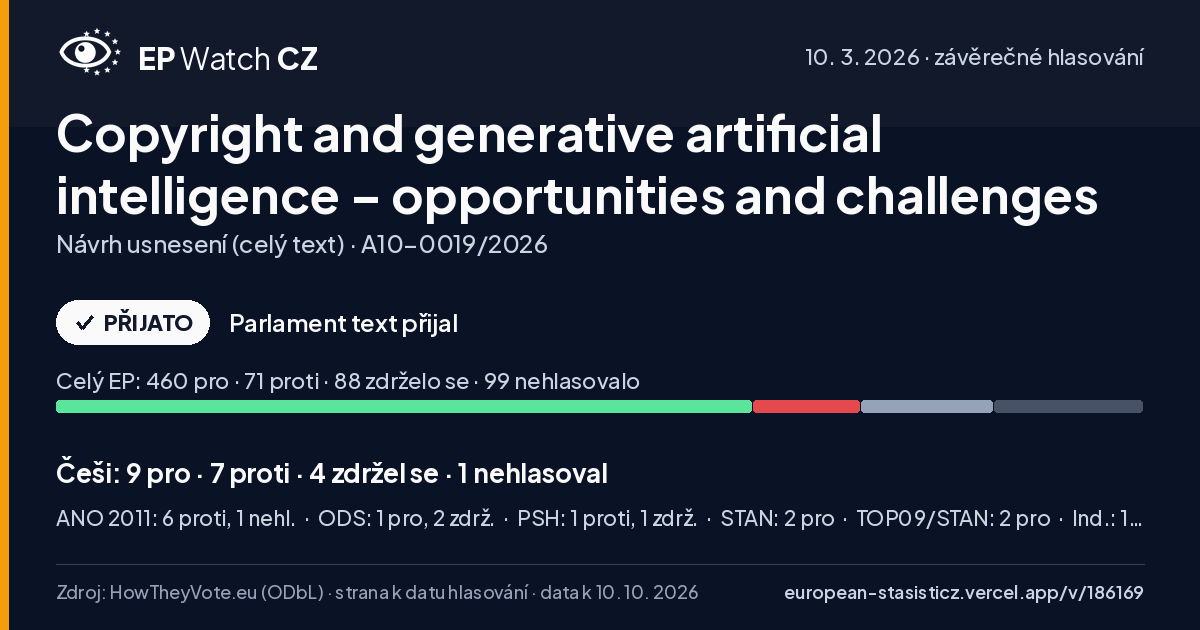 EP Watch CZ
10. 3. 2026 · závěrečné hlasování
Copyright and generative artificial
intelligence – opportunities and challenges
Návrh usnesení (celý text) · A10-0019/2026
✓ PŘIJATO
Parlament text přijal
Celý EP: 460 pro · 71 proti · 88 zdrželo se · 99 nehlasovalo
Češi: 9 pro · 7 proti · 4 zdržel se · 1 nehlasoval
ANO 2011: 6 proti, 1 nehl. · ODS: 1 pro, 2 zdrž. · PSH: 1 proti, 1 zdrž. · STAN: 2 pro · TOP09/STAN: 2 pro · Ind.: 1…
Zdroj: HowTheyVote.eu (ODbL) · strana k datu hlasování · data k 10. 10. 2026
european-stasisticz.vercel.app/v/186169